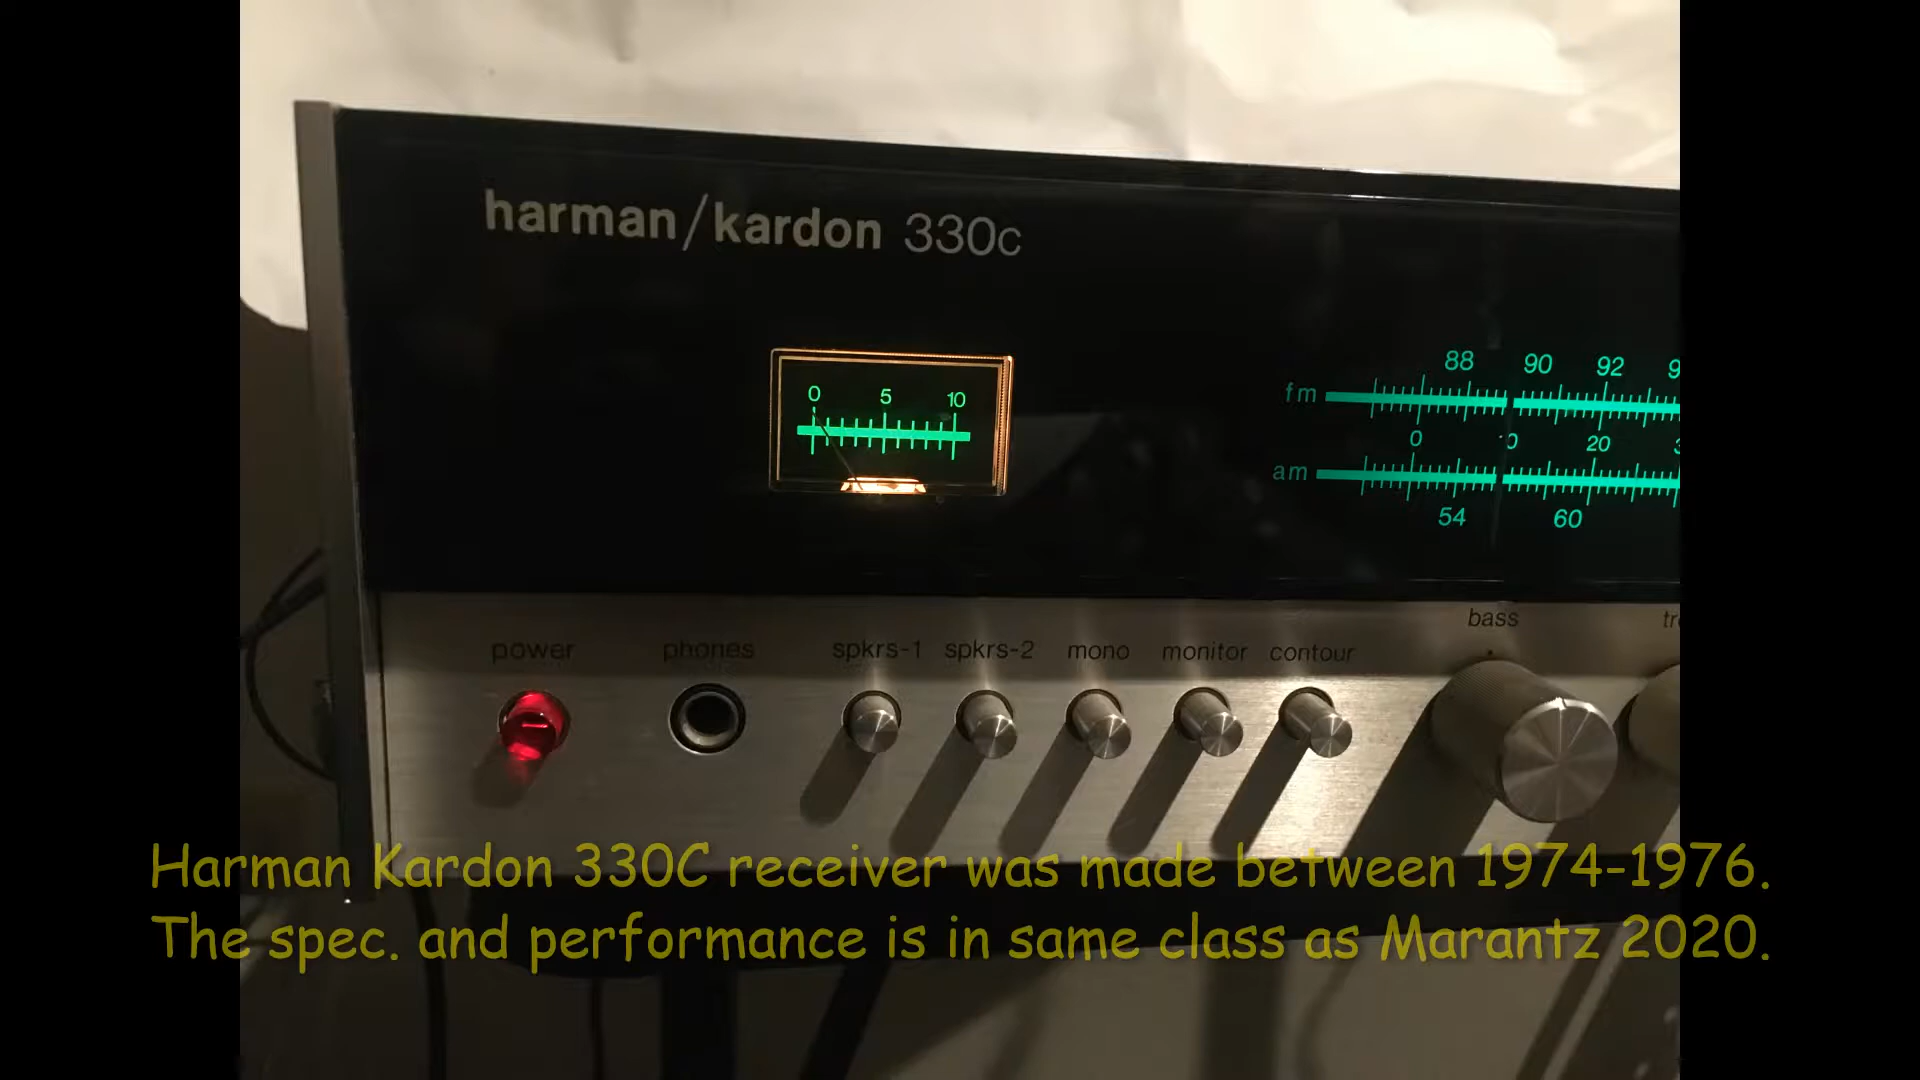 harman/kardon 330c
0 5 10
88 90 92
fm
0 10 20
am
54 60
bass
power phones spkrs-1 spkrs-2 mono monitor contour
Harman Kardon 330C receiver was made between 1974-1976.
The spec. and performance is in same class as Marantz 2020.